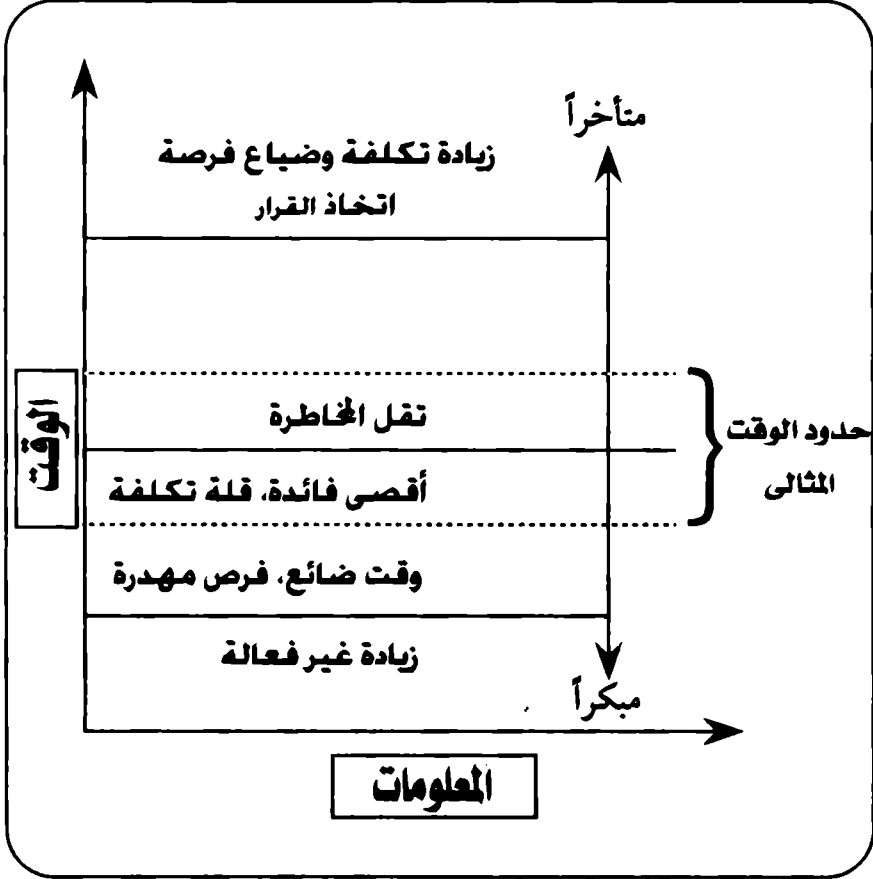 متأخراً
زيادة تكلفة وضياع فرصة
اتخاذ القرار
الوقت
تقل المخاطرة
حدود الوقت
المثالى
أقصى فائدة، قلة تكلفة
وقت ضائع، فرص مهدرة
زيادة غير فعالة
مبكراً
المعلومات